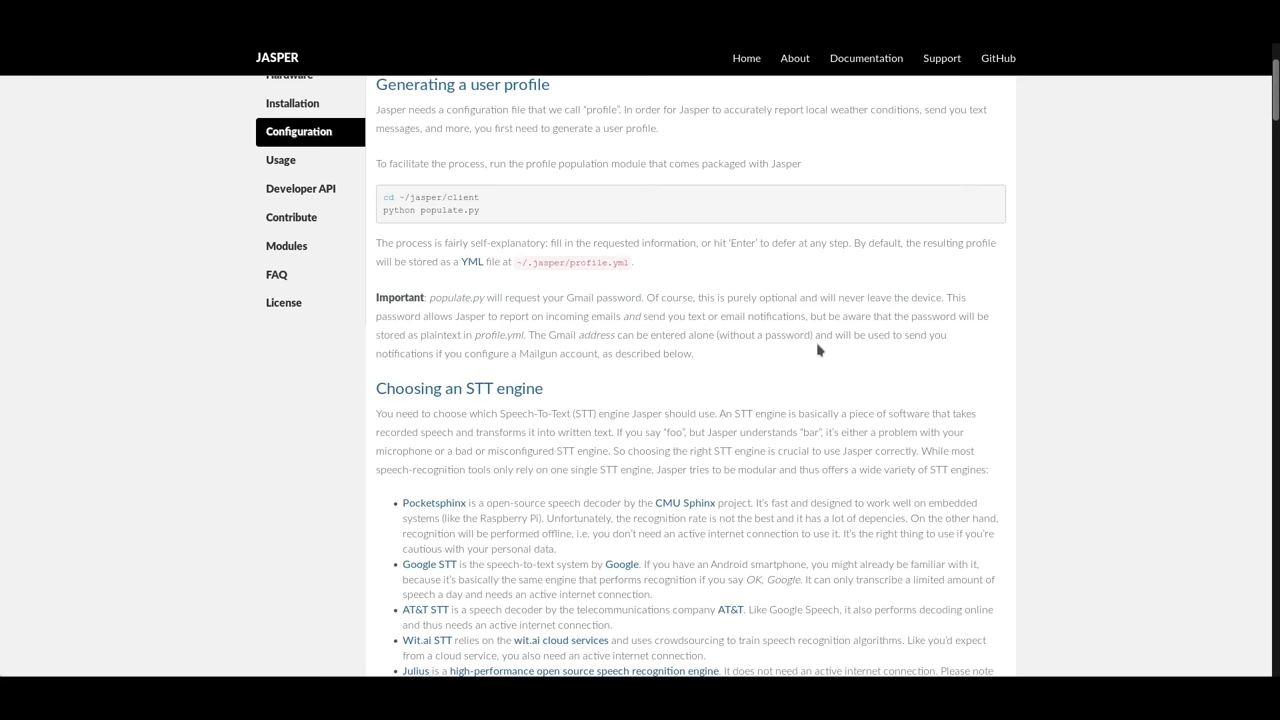 JASPER
Home
About
Documentation
Support
GitHub
Hardware
Installation
Configuration
Usage
Developer API
Contribute
Modules
FAQ
License
Generating a user profile
Jasper needs a configuration file that we call “profile”. In order for Jasper to accurately report local weather conditions, send you text
messages, and more, you first need to generate a user profile.
To facilitate the process, run the profile population module that comes packaged with Jasper
cd ~/jasper/client
python populate.py
The process is fairly self-explanatory: fill in the requested information, or hit ‘Enter’ to defer at any step. By default, the resulting profile
will be stored as a YML file at ~/.jasper/profile.yml.
Important: populate.py will request your Gmail password. Of course, this is purely optional and will never leave the device. This
password allows Jasper to report on incoming emails and send you text or email notifications, but be aware that the password will be
stored as plaintext in profile.yml. The Gmail address can be entered alone (without a password) and will be used to send you
notifications if you configure a Mailgun account, as described below.
Choosing an STT engine
You need to choose which Speech-To-Text (STT) engine Jasper should use. An STT engine is basically a piece of software that takes
recorded speech and transforms it into written text. If you say “foo”, but Jasper understands “bar”, it’s either a problem with your
microphone or a bad or misconfigured STT engine. So choosing the right STT engine is crucial to use Jasper correctly. While most
speech-recognition tools only rely on one single STT engine, Jasper tries to be modular and thus offers a wide variety of STT engines:
• Pocketsphinx is a open-source speech decoder by the CMU Sphinx project. It’s fast and designed to work well on embedded
systems (like the Raspberry Pi). Unfortunately, the recognition rate is not the best and it has a lot of depencies. On the other hand,
recognition will be performed offline, i.e. you don’t need an active internet connection to use it. It’s the right thing to use if you’re
cautious with your personal data.
• Google STT is the speech-to-text system by Google. If you have an Android smartphone, you might already be familiar with it,
because it’s basically the same engine that performs recognition if you say OK, Google. It can only transcribe a limited amount of
speech a day and needs an active internet connection.
• AT&T STT is a speech decoder by the telecommunications company AT&T. Like Google Speech, it also performs decoding online
and thus needs an active internet connection.
• Wit.ai STT relies on the wit.ai cloud services and uses crowdsourcing to train speech recognition algorithms. Like you’d expect
from a cloud service, you also need an active internet connection.
• Julius is a high-performance open source speech recognition engine. It does not need an active internet connection. Please note